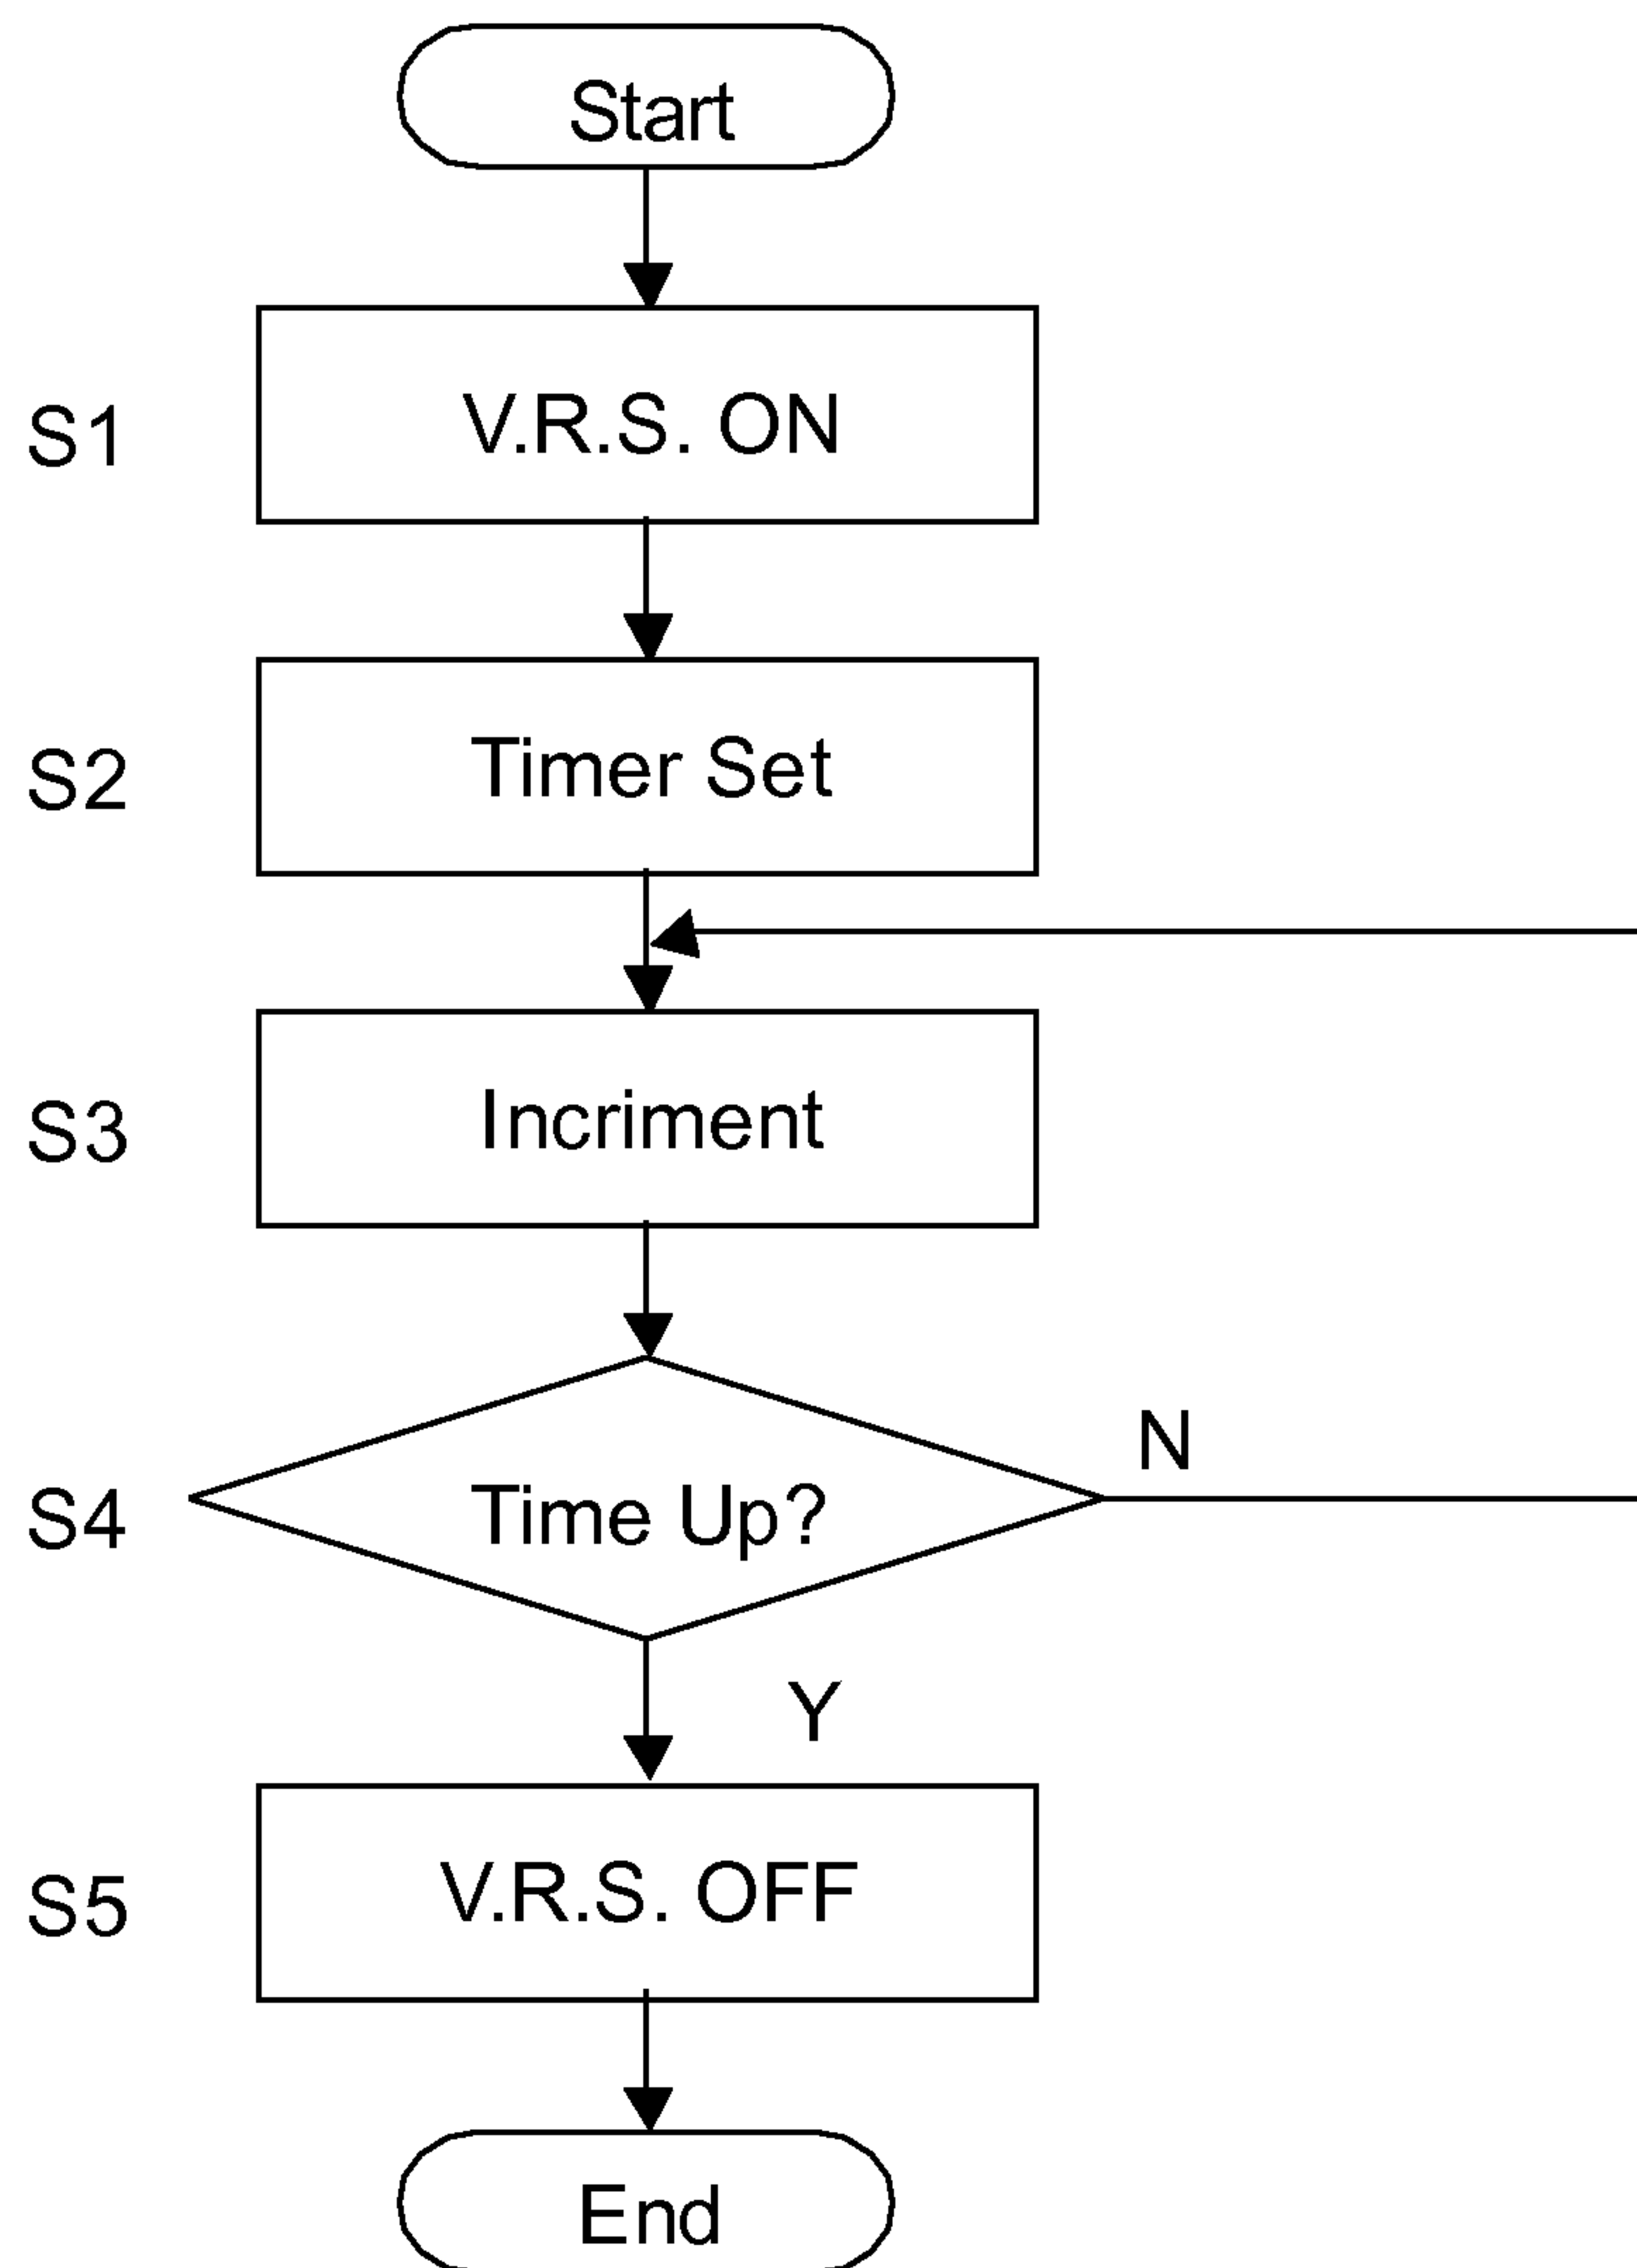 Start
S1
V.R.S. ON
S2
Timer Set
S3
Incriment
S4
Time Up?
N
Y
S5
V.R.S. OFF
End